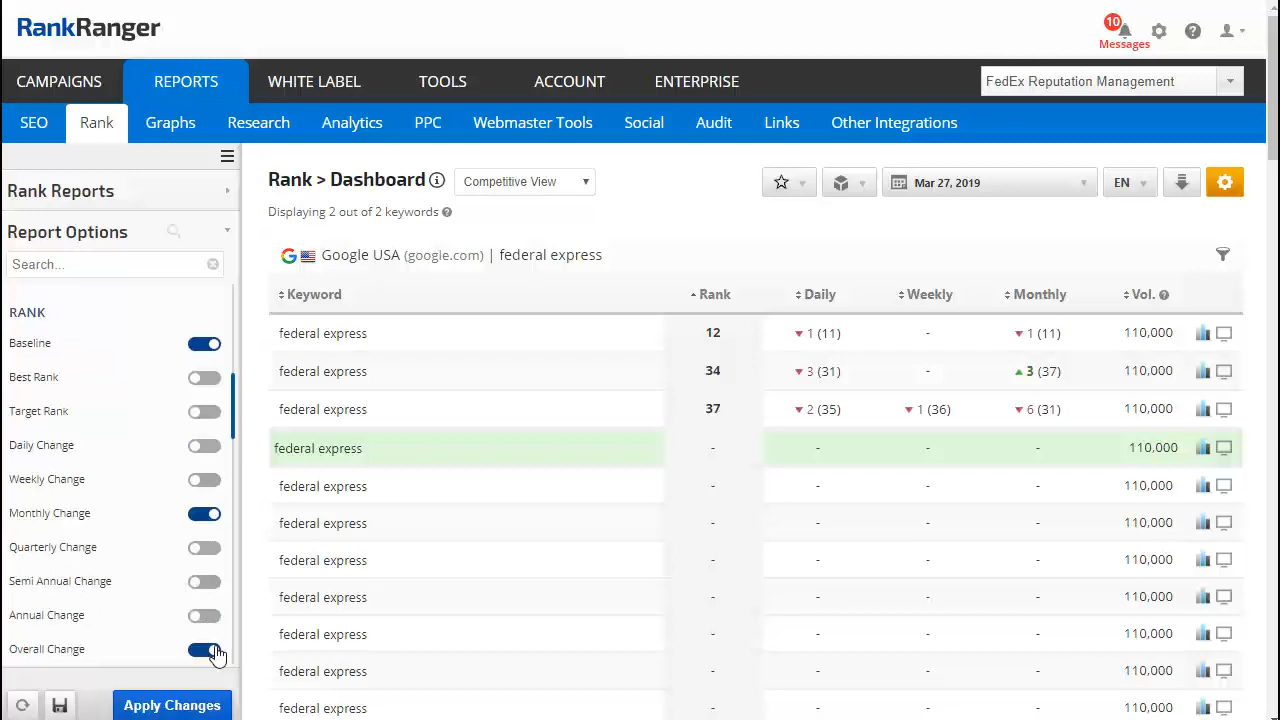 RankRanger
10
Messages
CAMPAIGNS REPORTS WHITE LABEL TOOLS ACCOUNT ENTERPRISE FedEx Reputation Management
SEO Rank Graphs Research Analytics PPC Webmaster Tools Social Audit Links Other Integrations
Rank Reports
Report Options
Search...
RANK
Baseline
Best Rank
Target Rank
Daily Change
Weekly Change
Monthly Change
Quarterly Change
Semi Annual Change
Annual Change
Overall Change
Apply Changes
Rank > Dashboard Competitive View Mar 27, 2019 EN
Displaying 2 out of 2 keywords
Google USA (google.com) | federal express
Keyword Rank Daily Weekly Monthly Vol.
federal express 12 1 (11) - 1 (11) 110,000
federal express 34 3 (31) - 3 (37) 110,000
federal express 37 2 (35) 1 (36) 6 (31) 110,000
federal express - - - - 110,000
federal express - - - - 110,000
federal express - - - - 110,000
federal express - - - - 110,000
federal express - - - - 110,000
federal express - - - - 110,000
federal express - - - - 110,000
federal express - - - - 110,000